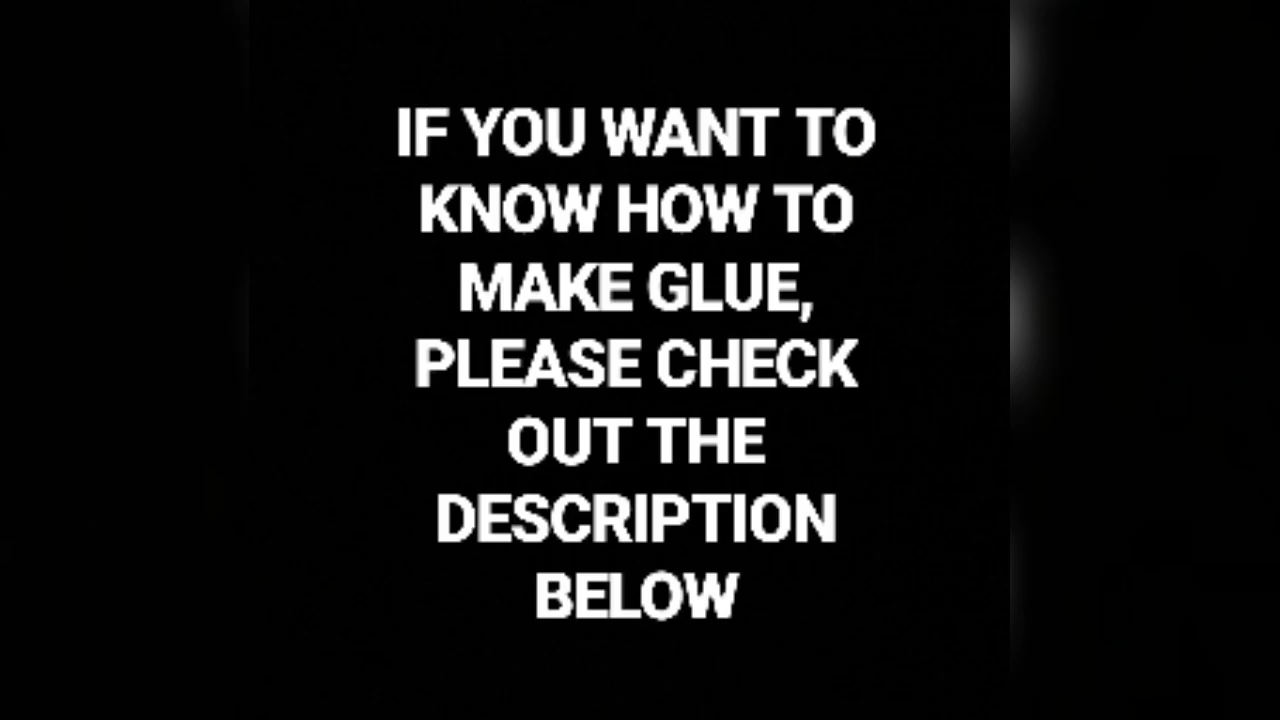 IF YOU WANT TO
KNOW HOW TO
MAKE GLUE,
PLEASE CHECK
OUT THE
DESCRIPTION
BELOW